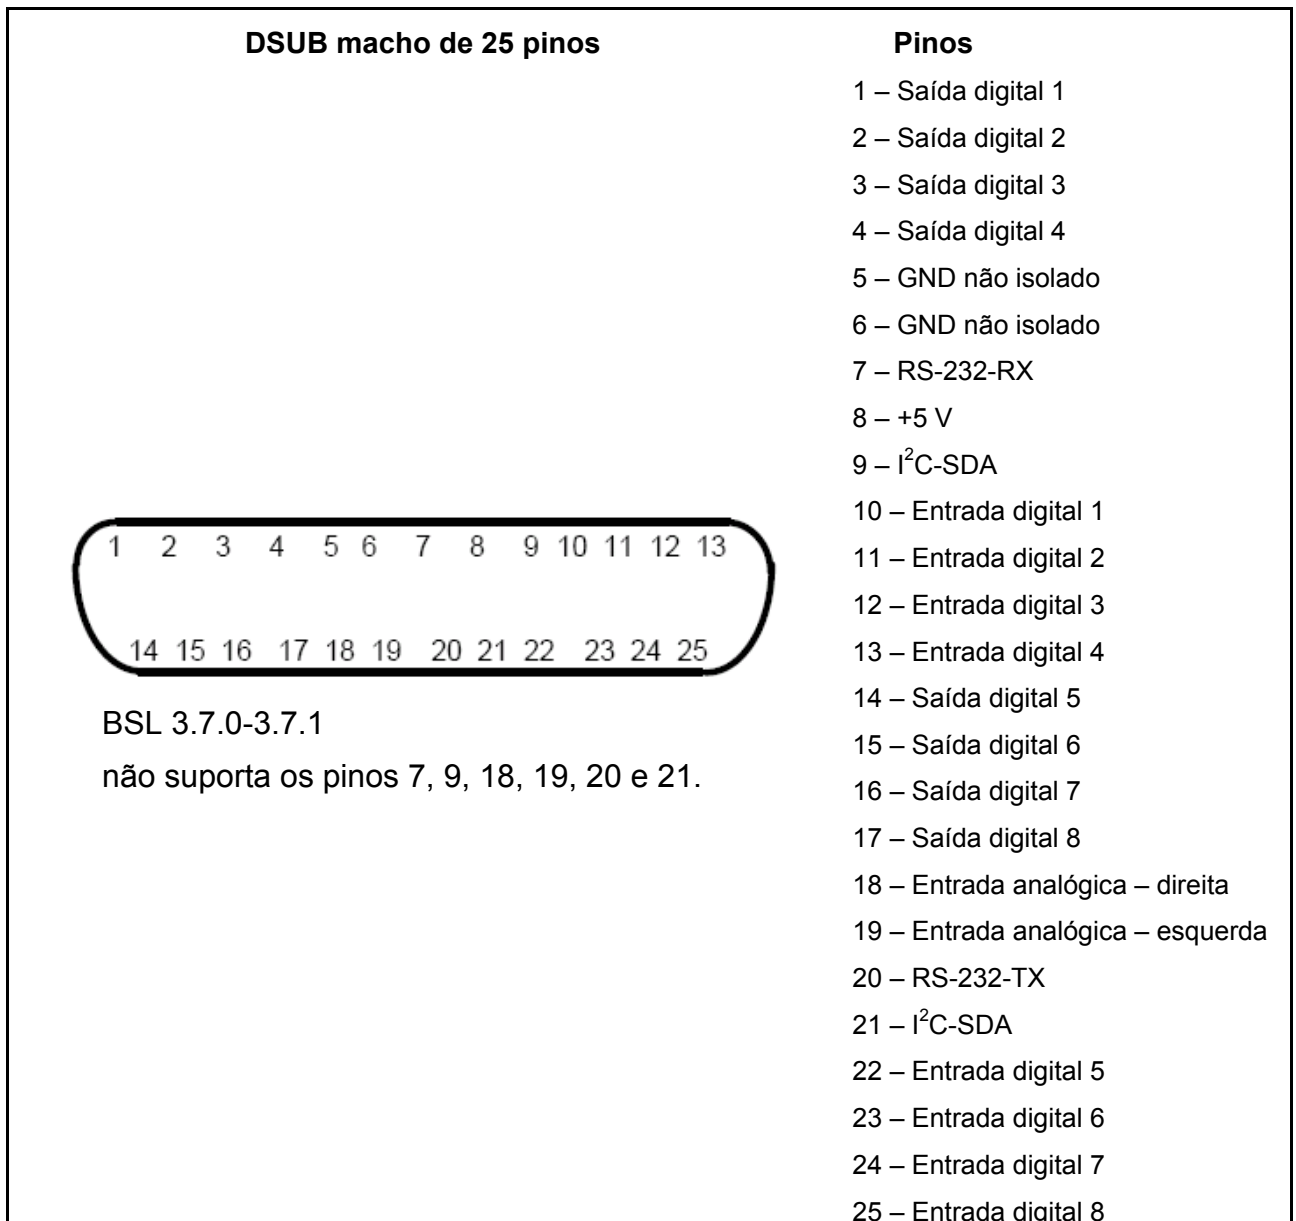 DSUB macho de 25 pinos
1 2 3 4 5 6 7 8 9 10 11 12 13
14 15 16 17 18 19 20 21 22 23 24 25
BSL 3.7.0-3.7.1
não suporta os pinos 7, 9, 18, 19, 20 e 21.
Pinos
1 – Saída digital 1
2 – Saída digital 2
3 – Saída digital 3
4 – Saída digital 4
5 – GND não isolado
6 – GND não isolado
7 – RS-232-RX
8 – +5 V
9 – I²C-SDA
10 – Entrada digital 1
11 – Entrada digital 2
12 – Entrada digital 3
13 – Entrada digital 4
14 – Saída digital 5
15 – Saída digital 6
16 – Saída digital 7
17 – Saída digital 8
18 – Entrada analógica – direita
19 – Entrada analógica – esquerda
20 – RS-232-TX
21 – I²C-SDA
22 – Entrada digital 5
23 – Entrada digital 6
24 – Entrada digital 7
25 – Entrada digital 8